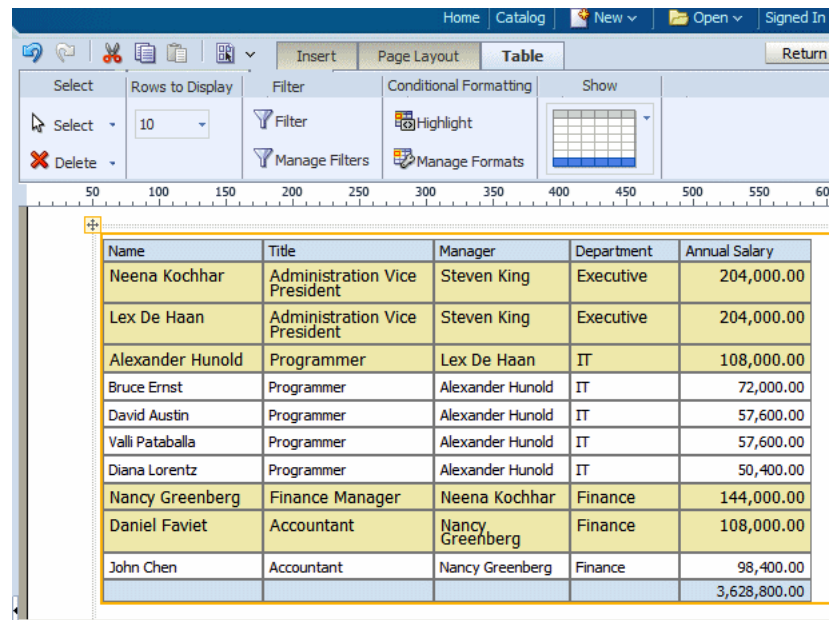 Home Catalog New Open Signed In
Insert Page Layout Table Return
Select Rows to Display Filter Conditional Formatting Show
Select 10 Filter Highlight
Delete Manage Filters Manage Formats
50 100 150 200 250 300 350 400 450 500 550 60
Name Title Manager Department Annual Salary
Neena Kochhar Administration Vice Steven King Executive 204,000.00
President
Lex De Haan Administration Vice Steven King Executive 204,000.00
President
Alexander Hunold Programmer Lex De Haan IT 108,000.00
Bruce Ernst Programmer Alexander Hunold IT 72,000.00
David Austin Programmer Alexander Hunold IT 57,600.00
Valli Pataballa Programmer Alexander Hunold IT 57,600.00
Diana Lorentz Programmer Alexander Hunold IT 50,400.00
Nancy Greenberg Finance Manager Neena Kochhar Finance 144,000.00
Daniel Faviet Accountant Nancy Finance 108,000.00
Greenberg
John Chen Accountant Nancy Greenberg Finance 98,400.00
3,628,800.00